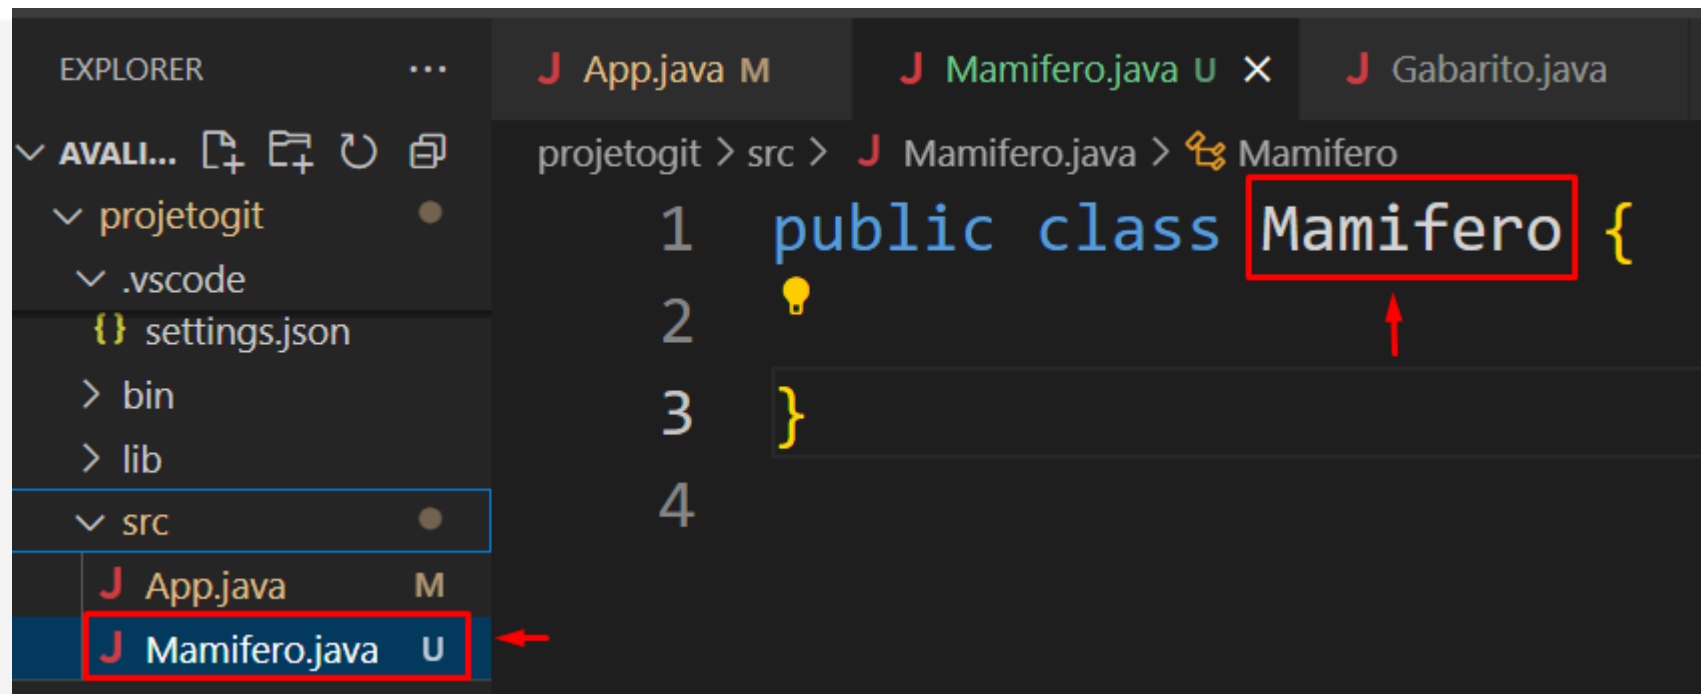 EXPLORER ...
AVALI...
projetogit
.vscode
{} settings.json
bin
lib
src
J App.java M
J Mamifero.java U
J App.java M J Mamifero.java U J Gabarito.java
projetogit > src > J Mamifero.java > Mamifero
1 public class Mamifero {
2
3 }
4